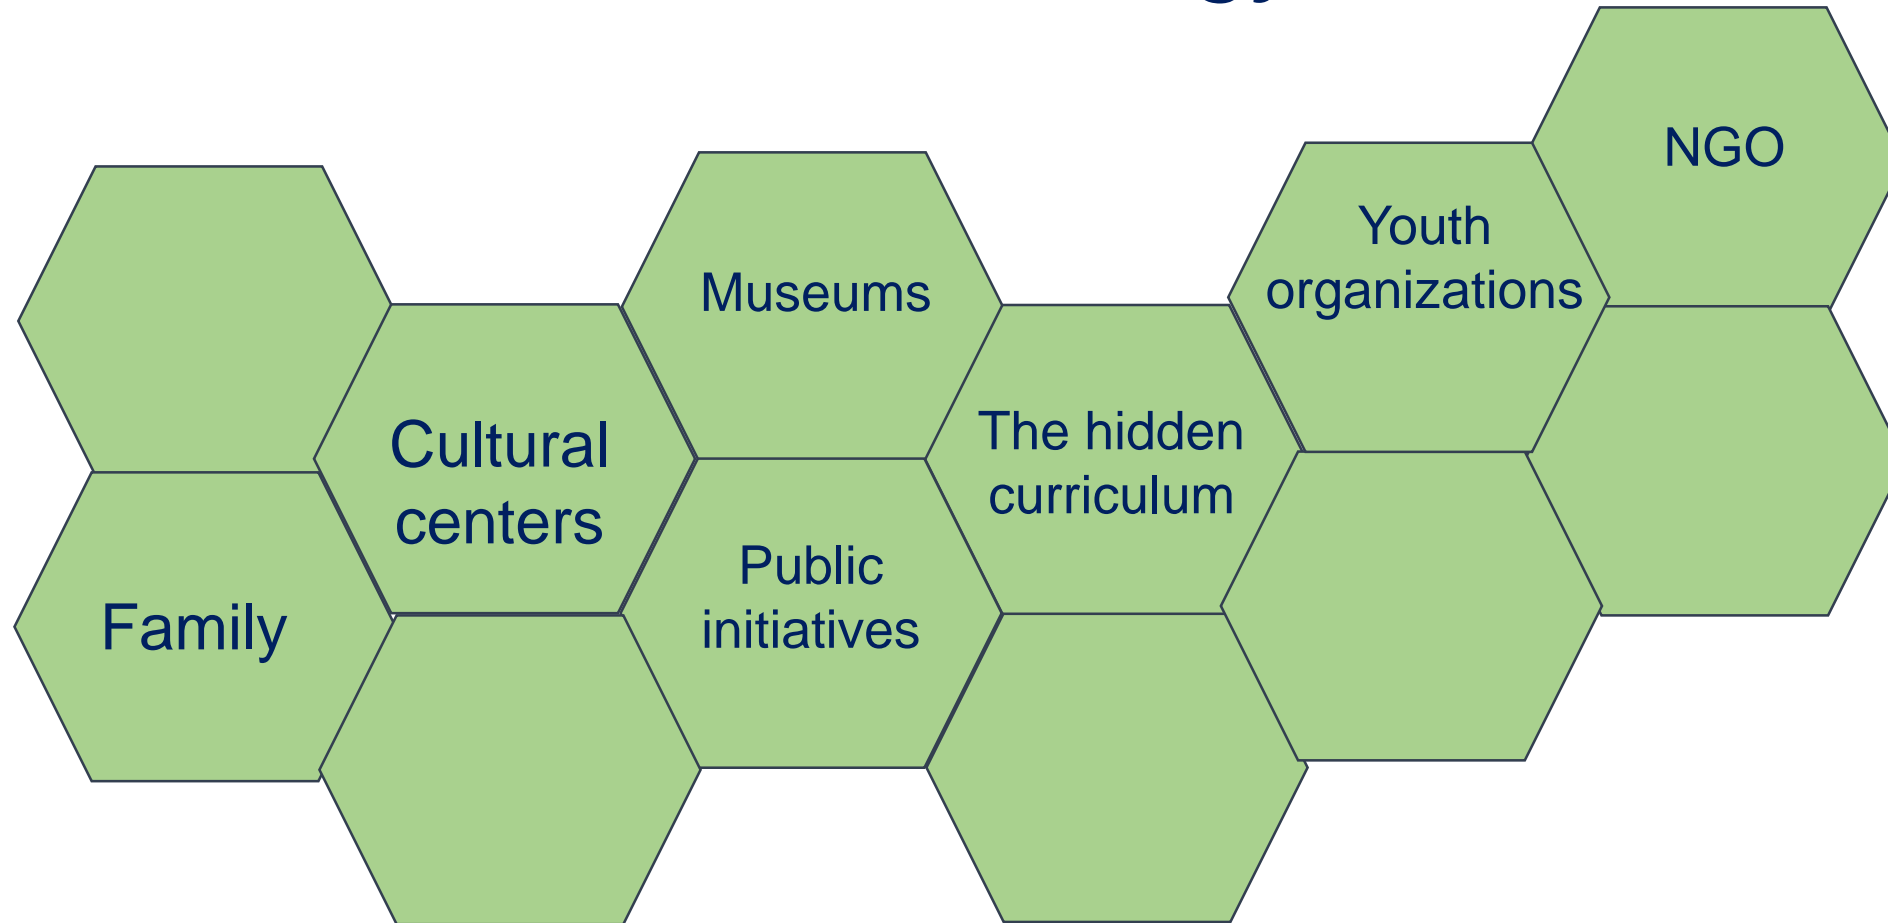 NGO
Youth
organizations
Museums
The hidden
curriculum
Cultural
centers
Public
initiatives
Family